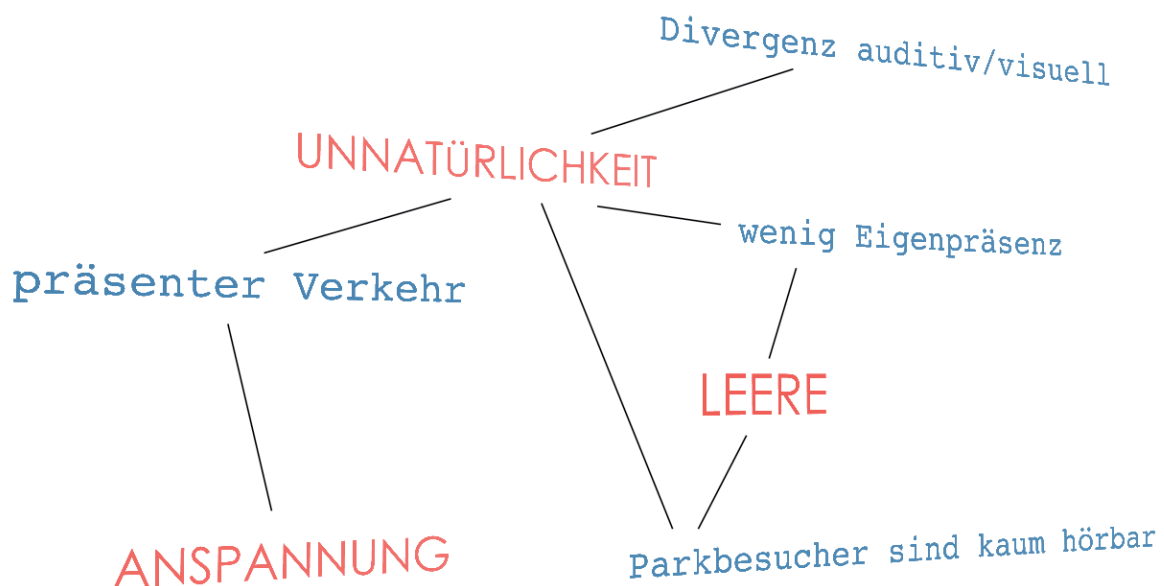 Divergenz auditiv/visuell
UNNATÜRLICHKEIT
wenig Eigenpräsenz
präsenter Verkehr
LEERE
Parkbesucher sind kaum hörbar
ANSPANNUNG